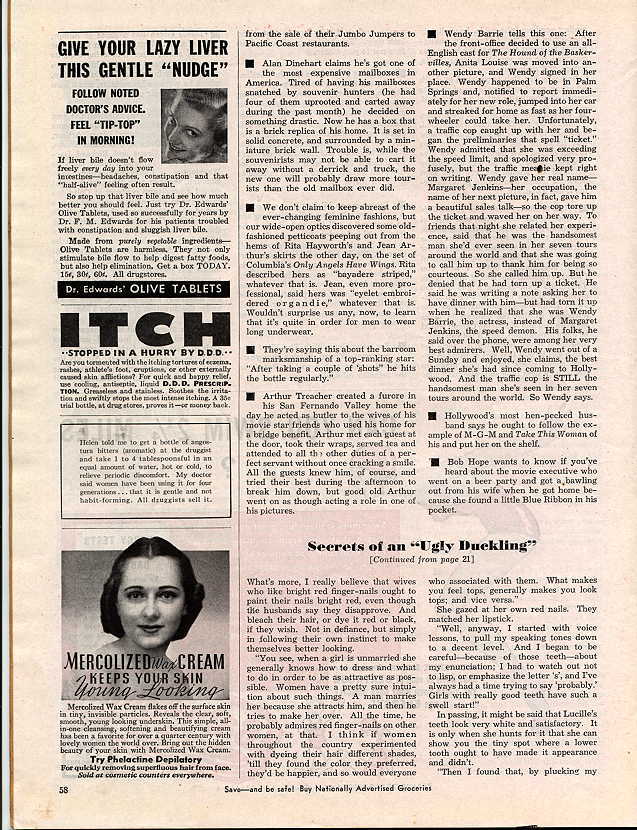 GIVE YOUR LAZY LIVER
THIS GENTLE "NUDGE"
FOLLOW NOTED
DOCTOR'S ADVICE.
FEEL "TIP-TOP"
IN MORNING!
If liver bile doesn't flow
freely every day into your
intestines—headaches, constipation and that
"half-alive" feeling often result.
So stop up that liver bile and see how much
better you should feel. Just try Dr. Edwards'
Olive Tablets, used so successfully for years by
Dr. F. M. Edwards for his patients troubled
with constipation and sluggish liver bile.
Made from purely vegetable ingredients—
Olive Tablets are harmless. They not only
stimulate bile flow to help digest fatty foods,
but also help elimination. Get a box TODAY.
15¢, 30¢, 60¢. All drugstores.
Dr. Edwards' OLIVE TABLETS
ITCH
··STOPPED IN A HURRY BY D.D.D.··
Are you tormented with the itching tortures of eczema,
rashes, athlete's foot, eruptions, or other externally
caused skin afflictions? For quick and happy relief,
use cooling, antiseptic, liquid D.D.D. PRESCRIP-
TION. Greaseless and stainless. Soothes the irrita-
tion and swiftly stops the most intense itching. A 35c
trial bottle, at drug stores, proves it—or money back.
Helen told me to get a bottle of angos-
tura bitters (aromatic) at the druggist
and take 1 to 4 tablespoonsful in an
equal amount of water, hot or cold, to
relieve periodic discomfort. My doctor
said women have been using it for four
generations...that it is gentle and not
habit-forming. All druggists sell it.
MERCOLIZED Wax CREAM
KEEPS YOUR SKIN
Young Looking
Mercolized Wax Cream flakes off the surface skin
in tiny, invisible particles. Reveals the clear, soft,
smooth, young looking underskin. This simple, all-
in-one cleansing, softening and beautifying cream
has been a favorite for over a quarter century with
lovely women the world over. Bring out the hidden
beauty of your skin with Mercolized Wax Cream.
Try Phelactine Depilatory
For quickly removing superfluous hair from face.
Sold at cosmetic counters everywhere.
from the sale of their Jumbo Jumpers to
Pacific Coast restaurants.
■ Alan Dinehart claims he's got one of
the most expensive mailboxes in
America. Tired of having his mailboxes
snatched by souvenir hunters (he had
four of them uprooted and carted away
during the past month) he decided on
something drastic. Now he has a box that
is a brick replica of his home. It is set in
solid concrete, and surrounded by a min-
iature brick wall. Trouble is, while the
souvenirists may not be able to cart it
away without a derrick and truck, the
new one will probably draw more tour-
ists than the old mailbox ever did.
■ We don't claim to keep abreast of the
ever-changing feminine fashions, but
our wide-open optics discovered some old-
fashioned petticoats peeping out from the
hems of Rita Hayworth's and Jean Ar-
thur's skirts the other day, on the set of
Columbia's Only Angels Have Wings. Rita
described hers as "bayadere striped,"
whatever that is. Jean, even more pro-
fessional, said hers was "eyelet embroi-
dered organdie," whatever that is.
Wouldn't surprise us any, now, to learn
that it's quite in order for men to wear
long underwear.
■ They're saying this about the barroom
marksmanship of a top-ranking star:
"After taking a couple of 'shots' he hits
the bottle regularly."
■ Arthur Treacher created a furore in
his San Fernando Valley home the
day he acted as butler to the wives of his
movie star friends who used his home for
a bridge benefit. Arthur met each guest at
the door, took their wraps, served tea and
attended to all the other duties of a per-
fect servant without once cracking a smile.
All the guests knew him, of course, and
tried their best during the afternoon to
break him down, but good old Arthur
went on as though acting a role in one of
his pictures.
■ Wendy Barrie tells this one: After
the front-office decided to use an all-
English cast for The Hound of the Basker-
villes, Anita Louise was moved into an-
other picture, and Wendy signed in her
place. Wendy happened to be in Palm
Springs and, notified to report immedi-
ately for her new role, jumped into her car
and streaked for home as fast as her four-
wheeler could take her. Unfortunately,
a traffic cop caught up with her and be-
gan the preliminaries that spell "ticket."
Wendy admitted that she was exceeding
the speed limit, and apologized very pro-
fusely, but the traffic kept right
on writing. Wendy gave her real name—
Margaret Jenkins—her occupation, the
name of her next picture, in fact, gave him
a beautiful sales talk—so the cop tore up
the ticket and waved her on her way. To
friends that night she related her experi-
ence, said that he was the handsomest
man she'd ever seen in her seven tours
around the world and that she was going
to call him up to thank him for being so
courteous. So she called him up. But he
denied that he had torn up a ticket. He
said he was writing a note asking her to
have dinner with him—but had torn it up
when he realized that she was Wendy
Barrie, the actress, instead of Margaret
Jenkins, the speed demon. His folks, he
said over the phone, were among her very
best admirers. Well, Wendy went out of a
Sunday and enjoyed, she claims, the best
dinner she's had since coming to Holly-
wood. And the traffic cop is STILL the
handsomest man she's seen in her seven
tours around the world. So Wendy says.
■ Hollywood's most hen-pecked hus-
band says he ought to follow the ex-
ample of M-G-M and Take This Woman of
his and put her on the shelf.
■ Bob Hope wants to know if you've
heard about the movie executive who
went on a beer party and got a bawling
out from his wife when he got home be-
cause she found a little Blue Ribbon in his
pocket.
Secrets of an "Ugly Duckling"
[Continued from page 21]
What's more, I really believe that wives
who like bright red finger-nails ought to
paint their nails bright red, even though
the husbands say they disapprove. And
bleach their hair, or dye it red or black,
if they wish. Not in defiance, but simply
in following their own instinct to make
themselves better looking.
"You see, when a girl is unmarried she
generally knows how to dress and what
to do in order to be as attractive as pos-
sible. Women have a pretty sure intui-
tion about such things. A man marries
her because she attracts him, and then he
tries to make her over. All the time, he
probably admires red finger-nails on other
women, at that. I think if women
throughout the country experimented
with dyeing their different shades,
'till they found the color they preferred,
they'd be happier, and so would everyone
who associated with them. What makes
you feel tops, generally makes you look
tops; and vice versa."
She gazed at her own red nails. They
matched her lipstick.
"Well, anyway, I started with voice
lessons, to pull my speaking tones down
to a decent level. And I began to be
careful—because of those teeth—about
my enunciation; I had to watch out not
to lisp, or emphasize the letter 's', and I've
always had a time trying to say 'probably.'
Girls with really good teeth have such a
swell start!"
In passing, it might be said that Lucille's
teeth look very white and satisfactory. It
is only when she hunts for it that she can
show you the tiny spot where a lower
tooth ought to have made it appearance
and didn't.
"Then I found that, by plucking my
58
Save—and be safe! Buy Nationally Advertised Groceries